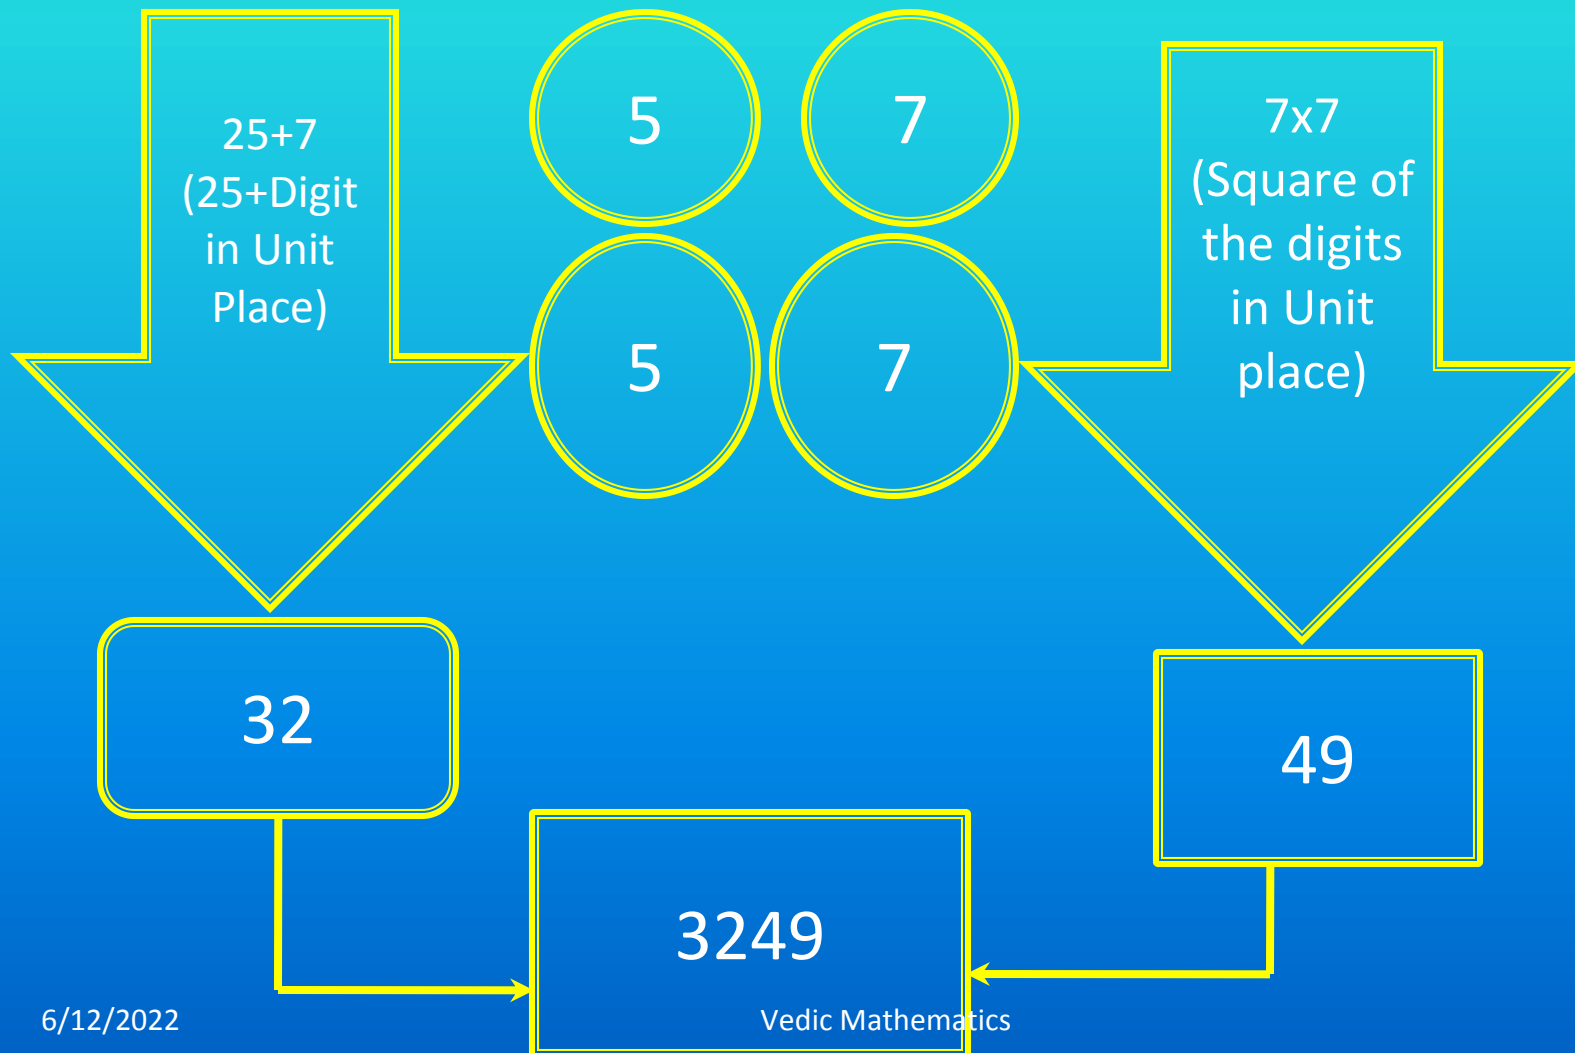 25+7
(25+Digit
in Unit
Place)
5
7
5
7
7x7
(Square of
the digits
in Unit
place)
32
49
3249
6/12/2022
Vedic Mathematics